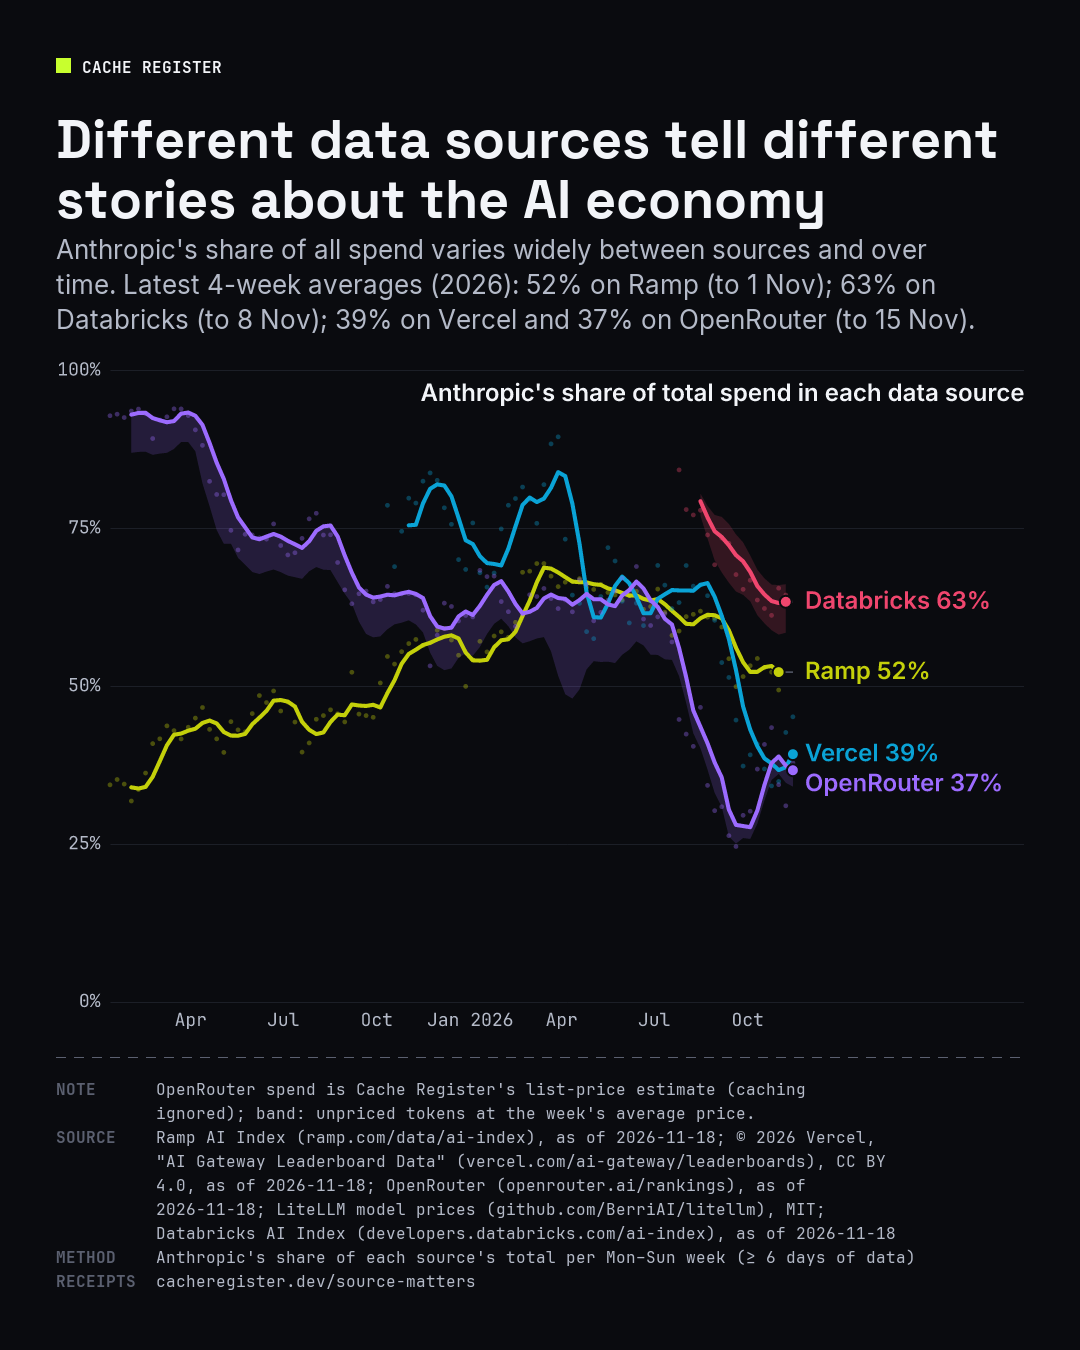 CACHE REGISTER
Different data sources tell different
stories about the AI economy
Anthropic's share of all spend varies widely between sources and over
time. Latest 4-week averages (2026): 52% on Ramp (to 1 Nov); 63% on
Databricks (to 8 Nov); 39% on Vercel and 37% on OpenRouter (to 15 Nov).
100%
Anthropic's share of total spend in each data source
75%
Databricks 63%
Ramp 52%
50%
Vercel 39%
OpenRouter 37%
25%
0%
Apr Jul Oct Jan 2026 Apr Jul Oct
NOTE OpenRouter spend is Cache Register's list-price estimate (caching
ignored); band: unpriced tokens at the week's average price.
SOURCE Ramp AI Index (ramp.com/data/ai-index), as of 2026-11-18; © 2026 Vercel,
"AI Gateway Leaderboard Data" (vercel.com/ai-gateway/leaderboards), CC BY
4.0, as of 2026-11-18; OpenRouter (openrouter.ai/rankings), as of
2026-11-18; LiteLLM model prices (github.com/BerriAI/litellm), MIT;
Databricks AI Index (developers.databricks.com/ai-index), as of 2026-11-18
METHOD Anthropic's share of each source's total per Mon–Sun week (≥ 6 days of data)
RECEIPTS cacheregister.dev/source-matters